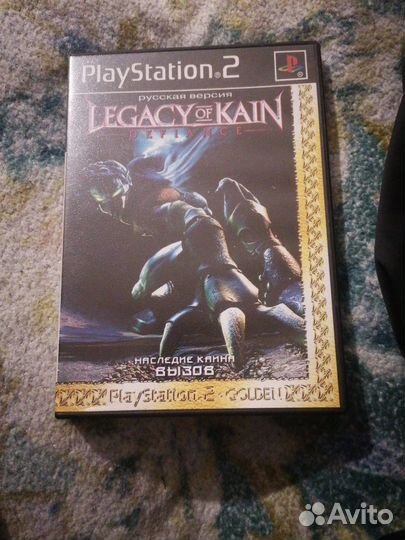 PlayStation®2
русская версия
LEGACY OF KAIN
DEFIANCE
НАСЛЕДИЕ КАИНА
ВЫЗОВ
PlayStation 2 GOLDEN
Avito